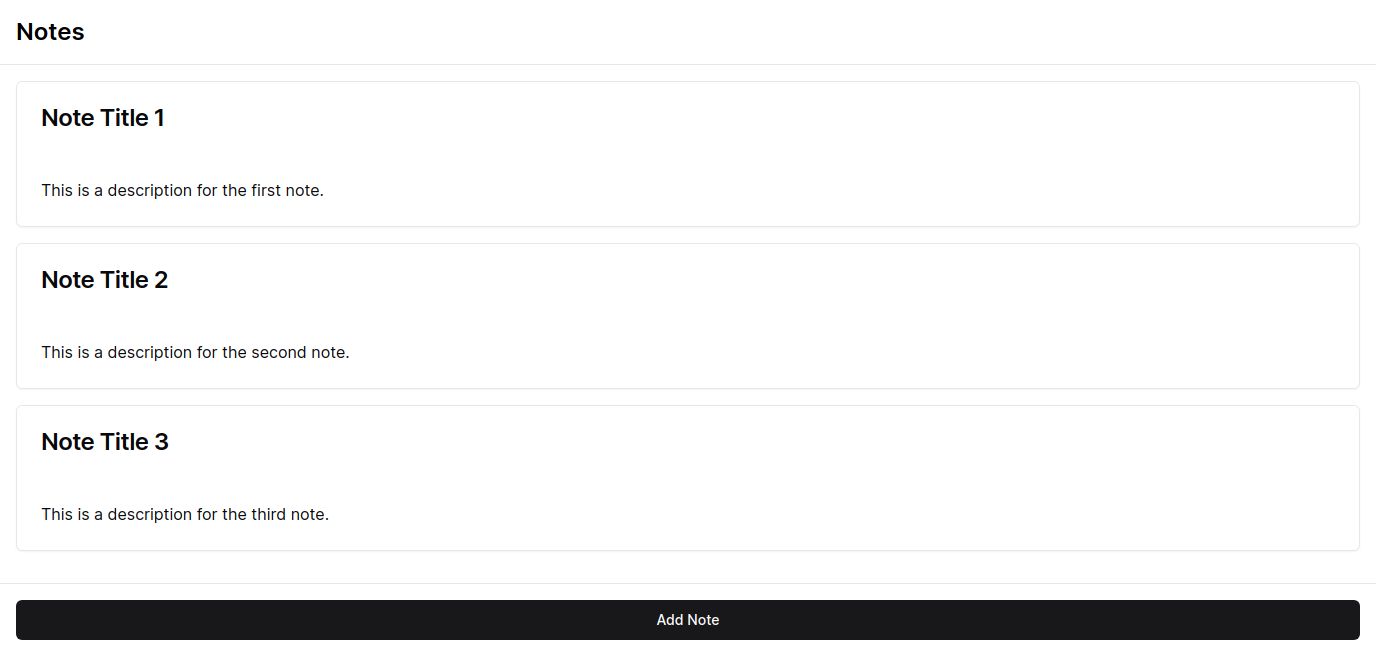 Notes
Note Title 1
This is a description for the first note.
Note Title 2
This is a description for the second note.
Note Title 3
This is a description for the third note.
Add Note